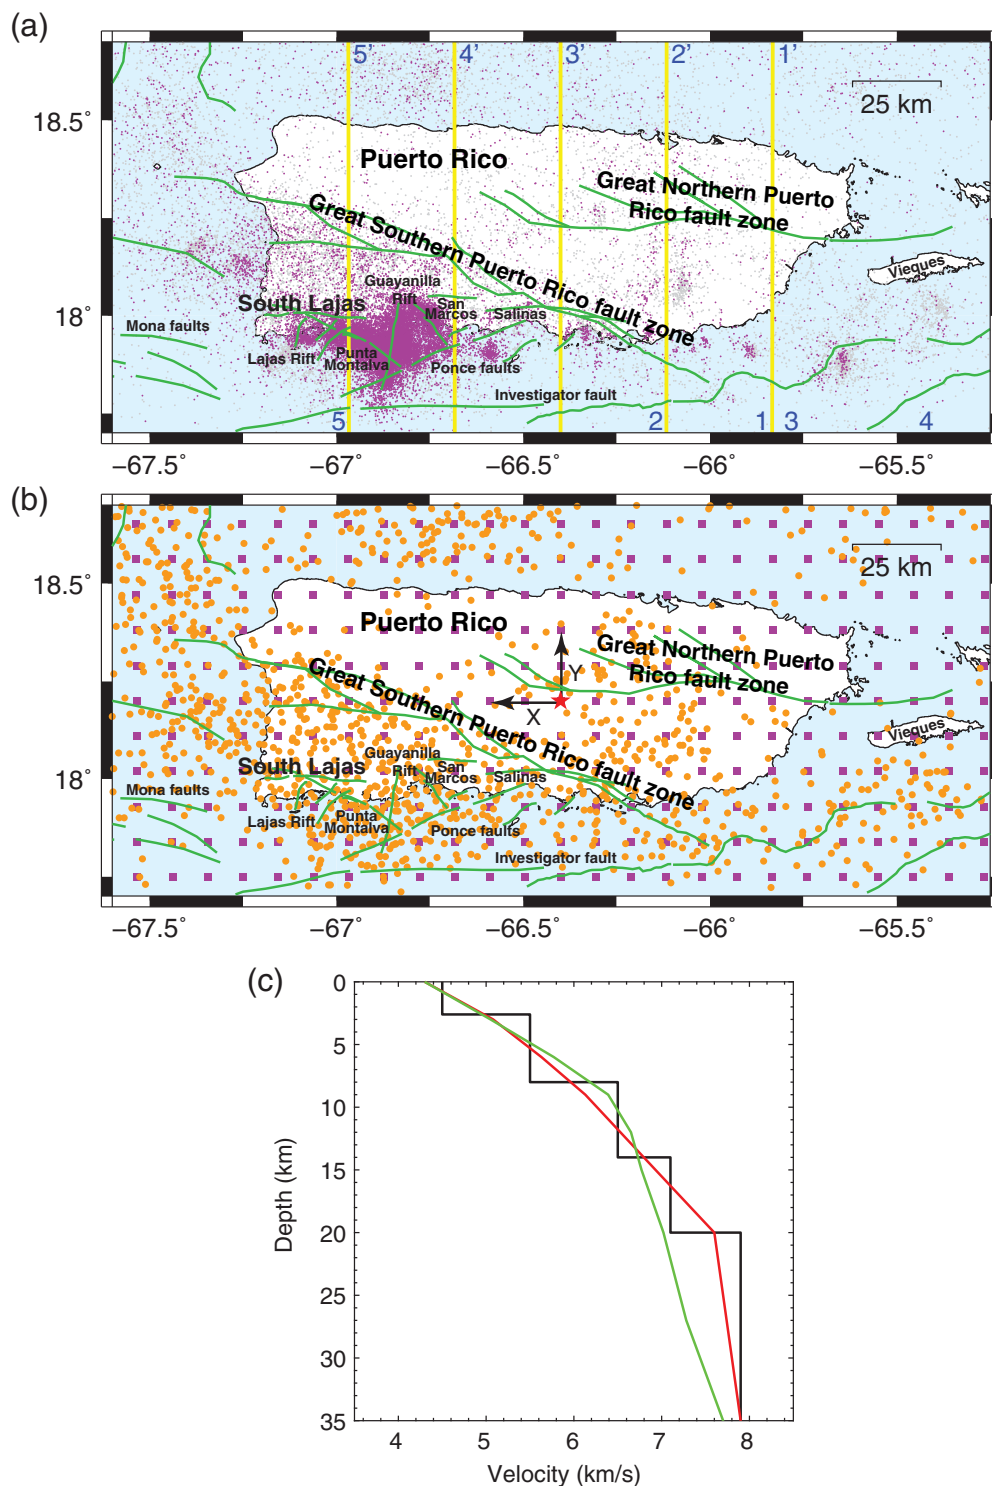 (a)
5' 4' 3' 2' 1'
25 km
18.5°
Puerto Rico
Great Northern Puerto
Rico fault zone
Great Southern Puerto Rico fault zone
Vieques
Guayanilla
Rift
South Lajas
San
Marcos
Salinas
18°
Mona faults
Lajas Rift
Punta
Montalva
Ponce faults
Investigator fault
5 2 1 3 4
−67.5° −67° −66.5° −66° −65.5°
(b)
25 km
18.5°
Puerto Rico
Great Northern Puerto
Rico fault zone
Y
X
Great Southern Puerto Rico fault zone
Vieques
Guayanilla
Rift
South Lajas
San
Marcos
Salinas
18°
Mona faults
Lajas Rift
Punta
Montalva
Ponce faults
Investigator fault
−67.5° −67° −66.5° −66° −65.5°
(c)
0
5
10
15
20
25
30
35
Depth (km)
4 5 6 7 8
Velocity (km/s)